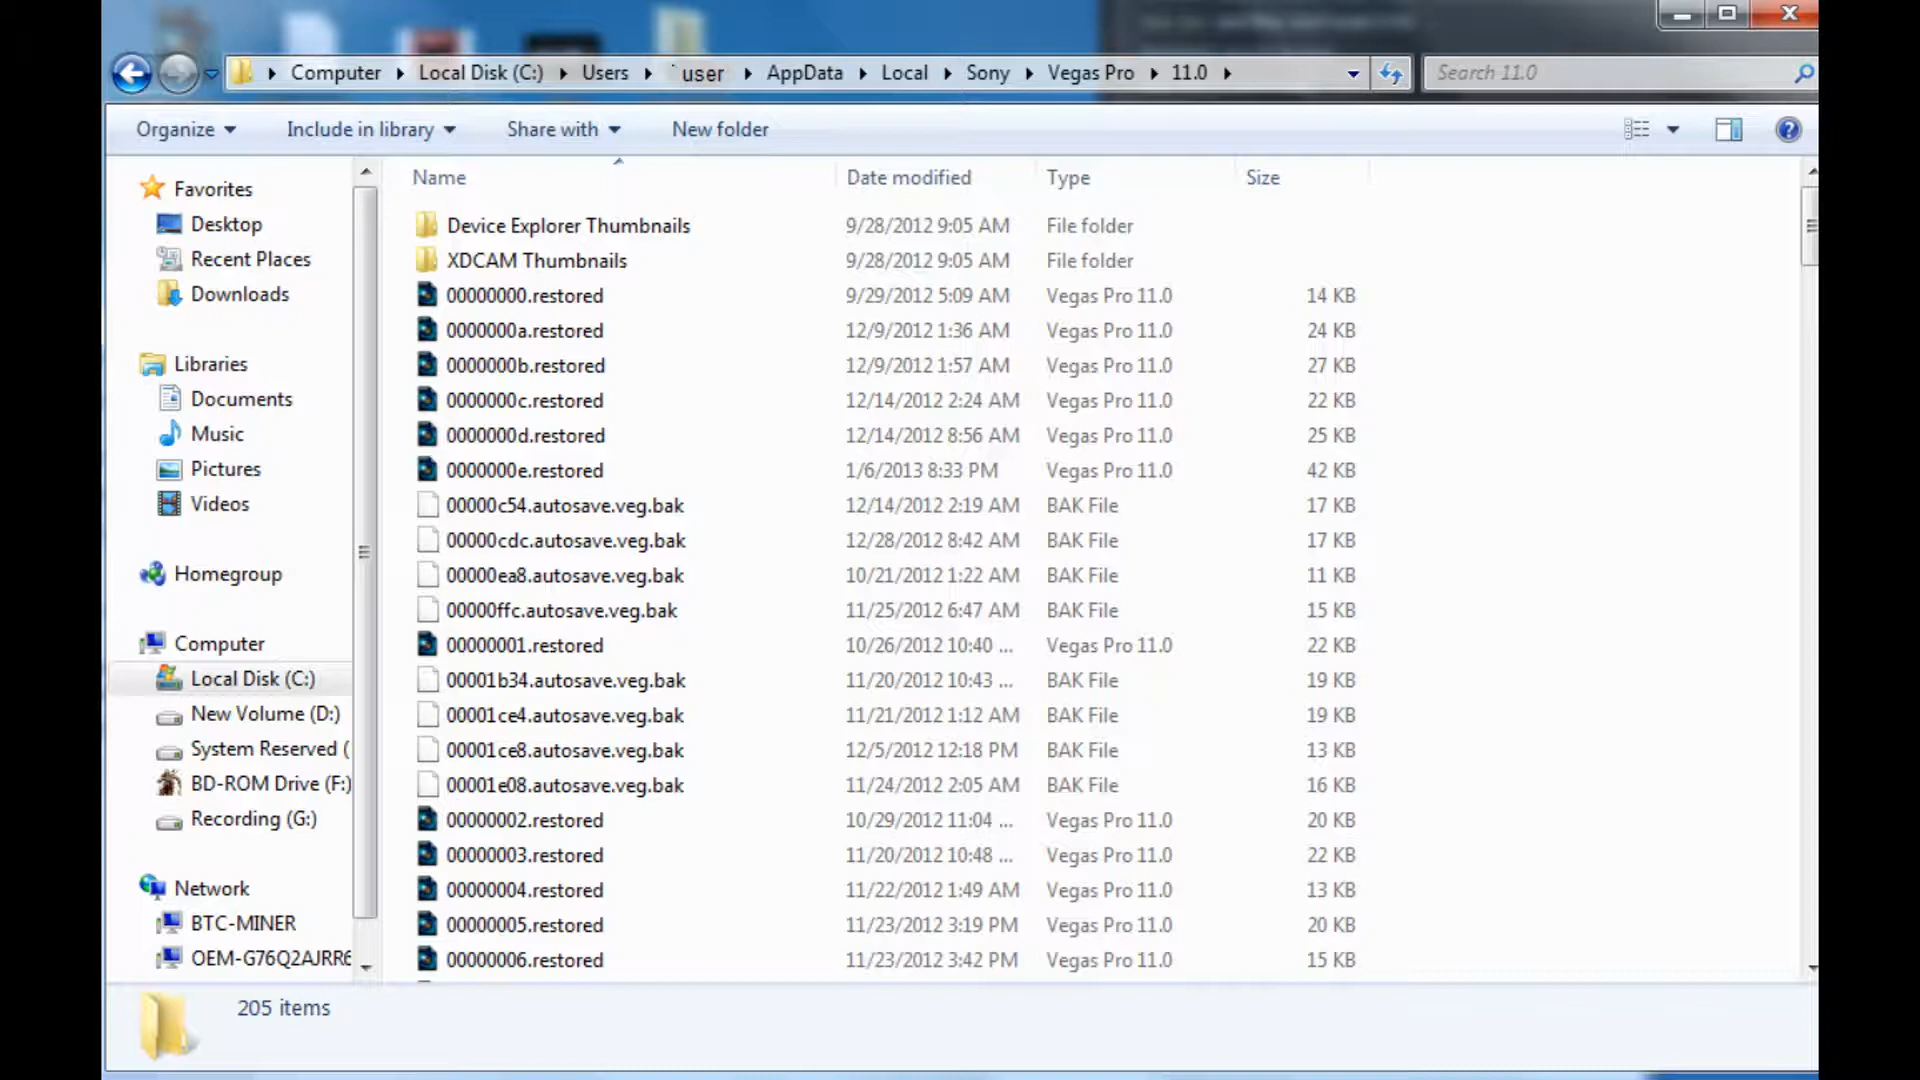 Computer Local Disk (C:) Users user AppData Local Sony Vegas Pro 11.0 Search 11.0
Organize Include in library Share with New folder
Name Date modified Type Size
Favorites
Desktop
Recent Places
Downloads
Libraries
Documents
Music
Pictures
Videos
Homegroup
Computer
Local Disk (C:)
New Volume (D:)
System Reserved (
BD-ROM Drive (F:)
Recording (G:)
Network
BTC-MINER
OEM-G76Q2AJRR6
Device Explorer Thumbnails 9/28/2012 9:05 AM File folder
XDCAM Thumbnails 9/28/2012 9:05 AM File folder
00000000.restored 9/29/2012 5:09 AM Vegas Pro 11.0 14 KB
0000000a.restored 12/9/2012 1:36 AM Vegas Pro 11.0 24 KB
0000000b.restored 12/9/2012 1:57 AM Vegas Pro 11.0 27 KB
0000000c.restored 12/14/2012 2:24 AM Vegas Pro 11.0 22 KB
0000000d.restored 12/14/2012 8:56 AM Vegas Pro 11.0 25 KB
0000000e.restored 1/6/2013 8:33 PM Vegas Pro 11.0 42 KB
00000c54.autosave.veg.bak 12/14/2012 2:19 AM BAK File 17 KB
00000cdc.autosave.veg.bak 12/28/2012 8:42 AM BAK File 17 KB
00000ea8.autosave.veg.bak 10/21/2012 1:22 AM BAK File 11 KB
00000ffc.autosave.veg.bak 11/25/2012 6:47 AM BAK File 15 KB
00000001.restored 10/26/2012 10:40 ... Vegas Pro 11.0 22 KB
00001b34.autosave.veg.bak 11/20/2012 10:43 ... BAK File 19 KB
00001ce4.autosave.veg.bak 11/21/2012 1:12 AM BAK File 19 KB
00001ce8.autosave.veg.bak 12/5/2012 12:18 PM BAK File 13 KB
00001e08.autosave.veg.bak 11/24/2012 2:05 AM BAK File 16 KB
00000002.restored 10/29/2012 11:04 ... Vegas Pro 11.0 20 KB
00000003.restored 11/20/2012 10:48 ... Vegas Pro 11.0 22 KB
00000004.restored 11/22/2012 1:49 AM Vegas Pro 11.0 13 KB
00000005.restored 11/23/2012 3:19 PM Vegas Pro 11.0 20 KB
00000006.restored 11/23/2012 3:42 PM Vegas Pro 11.0 15 KB
205 items